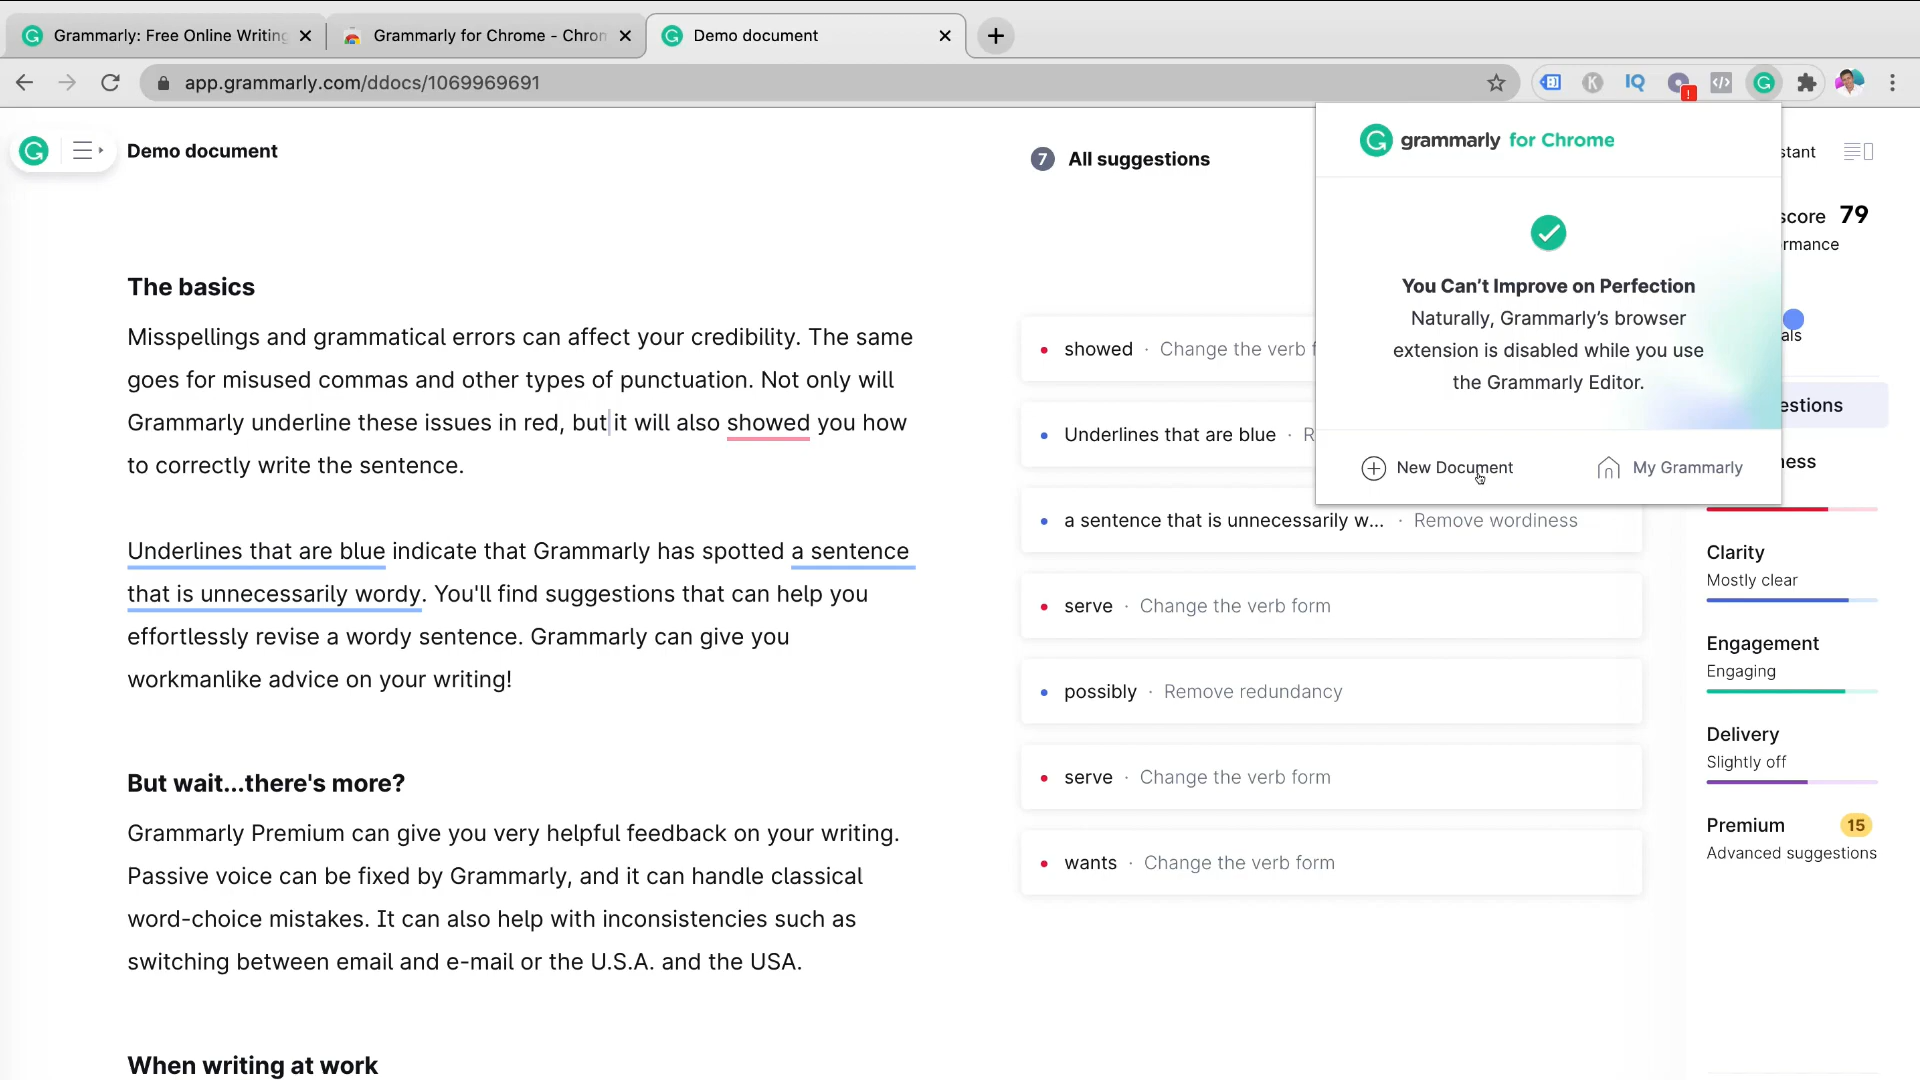 Grammarly: Free Online Writing
Grammarly for Chrome - Chrom
Demo document
app.grammarly.com/ddocs/1069969691
IQ
K
!
Demo document
7 All suggestions
grammarly for Chrome
stant
score 79
rmance
You Can't Improve on Perfection
Naturally, Grammarly's browser
extension is disabled while you use
the Grammarly Editor.
als
estions
New Document
My Grammarly
ness
The basics
Misspellings and grammatical errors can affect your credibility. The same
goes for misused commas and other types of punctuation. Not only will
Grammarly underline these issues in red, but it will also showed you how
to correctly write the sentence.
Underlines that are blue indicate that Grammarly has spotted a sentence
that is unnecessarily wordy. You'll find suggestions that can help you
effortlessly revise a wordy sentence. Grammarly can give you
workmanlike advice on your writing!
But wait...there's more?
Grammarly Premium can give you very helpful feedback on your writing.
Passive voice can be fixed by Grammarly, and it can handle classical
word-choice mistakes. It can also help with inconsistencies such as
switching between email and e-mail or the U.S.A. and the USA.
When writing at work
showed · Change the verb f
Underlines that are blue · R
a sentence that is unnecessarily w... · Remove wordiness
serve · Change the verb form
possibly · Remove redundancy
serve · Change the verb form
wants · Change the verb form
Clarity
Mostly clear
Engagement
Engaging
Delivery
Slightly off
Premium 15
Advanced suggestions